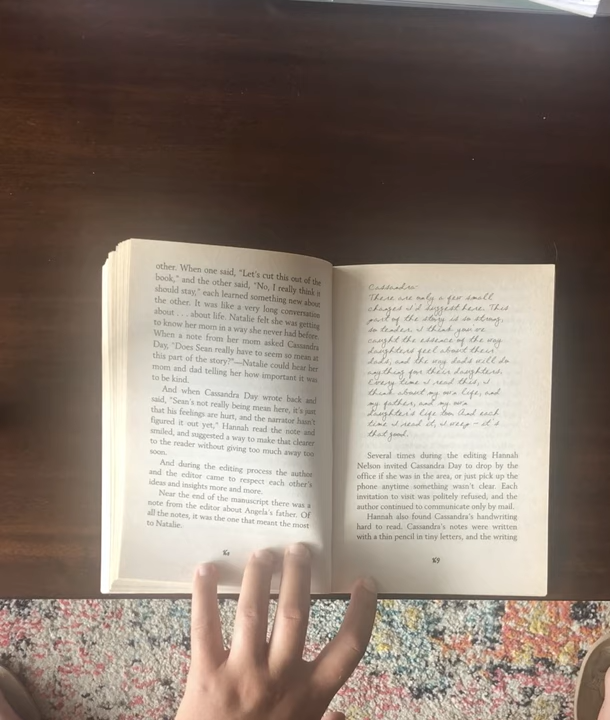 other. When one said, "Let's cut this out of the
book," and the other said, "No, I really think it
should stay," each learned something new about
the other. It was like a very long conversation
about . . . about life. Natalie felt she was getting
to know her mom in a way she never had before.
When a note from her mom asked Cassandra
Day, "Does Sean really have to seem so mean at
this part of the story?"—Natalie could hear her
mom and dad telling her how important it was
to be kind.
And when Cassandra Day wrote back and
said, "Sean's not really being mean here, it's just
that his feelings are hurt, and the narrator hasn't
figured it out yet," Hannah read the note and
smiled, and suggested a way to make that clearer
to the reader without giving too much away too
soon.
And during the editing process the author
and the editor came to respect each other's
ideas and insights more and more.
Near the end of the manuscript there was a
note from the editor about Angela's father. Of
all the notes, it was the one that meant the most
to Natalie.
Cassandra:
There are only a few small
changes I'd suggest here. This
part of the story is so strong,
so tender. I think you've
caught the essence of the way
daughters feel about their
dads, and the way dads will do
anything for their daughters.
Every time I read this, I
think about my own life, and
my father, and my own
daughter's life too. And each
time I read it, I weep—it's
that good.
Several times during the editing Hannah
Nelson invited Cassandra Day to drop by the
office if she was in the area, or just pick up the
phone anytime something wasn't clear. Each
invitation to visit was politely refused, and the
author continued to communicate only by mail.
Hannah also found Cassandra's handwriting
hard to read. Cassandra's notes were written
with a thin pencil in tiny letters, and the writing